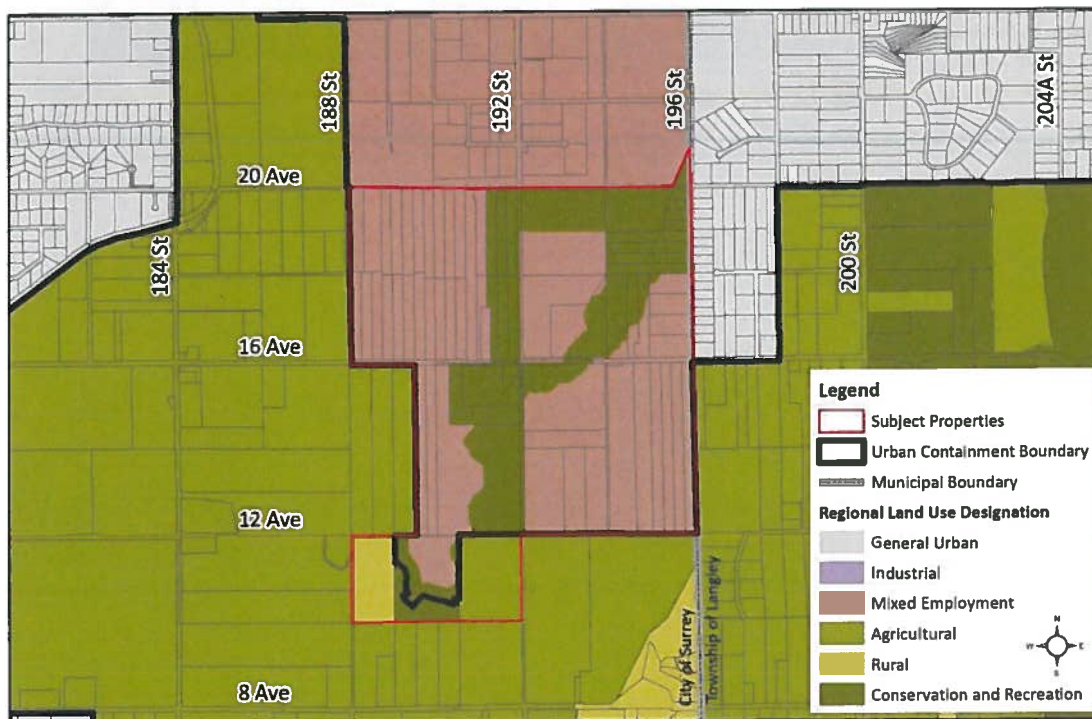 188 St
192 St
196 St
204A St
20 Ave
184 St
200 St
16 Ave
12 Ave
8 Ave
City of Surrey
Township of Langley
Legend
Subject Properties
Urban Containment Boundary
Municipal Boundary
Regional Land Use Designation
General Urban
Industrial
Mixed Employment
Agricultural
Rural
Conservation and Recreation
N
W
E
S